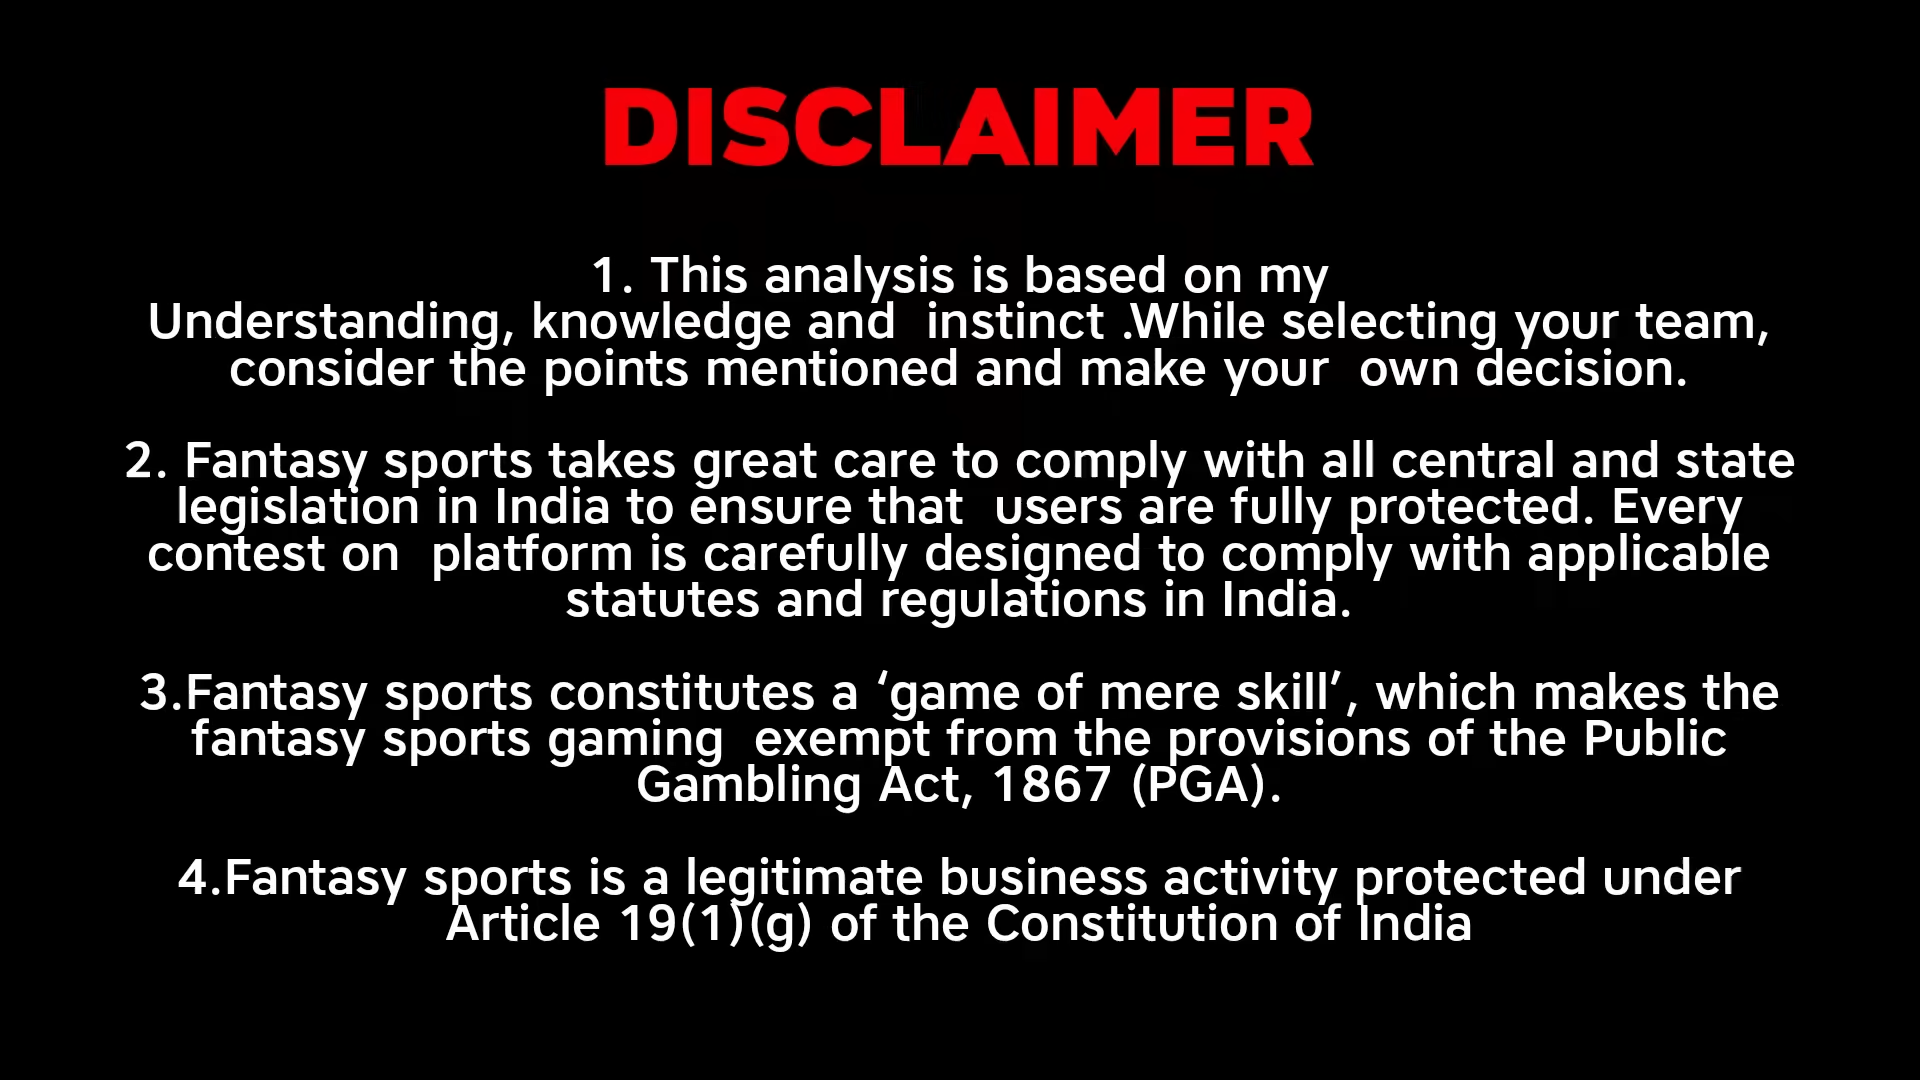 DISCLAIMER
1. This analysis is based on my
Understanding, knowledge and  instinct .While selecting your team,
consider the points mentioned and make your  own decision.
2. Fantasy sports takes great care to comply with all central and state
legislation in India to ensure that  users are fully protected. Every
contest on  platform is carefully designed to comply with applicable
statutes and regulations in India.
3.Fantasy sports constitutes a ‘game of mere skill’, which makes the
fantasy sports gaming  exempt from the provisions of the Public
Gambling Act, 1867 (PGA).
4.Fantasy sports is a legitimate business activity protected under
Article 19(1)(g) of the Constitution of India